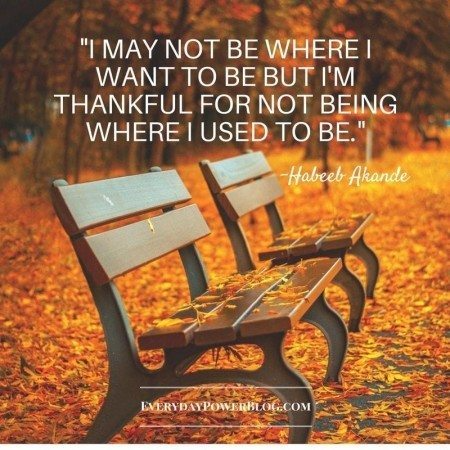 "I MAY NOT BE WHERE I
WANT TO BE BUT I'M
THANKFUL FOR NOT BEING
WHERE I USED TO BE."
~Habeeb Akande
EVERYDAYPOWERBLOG.COM